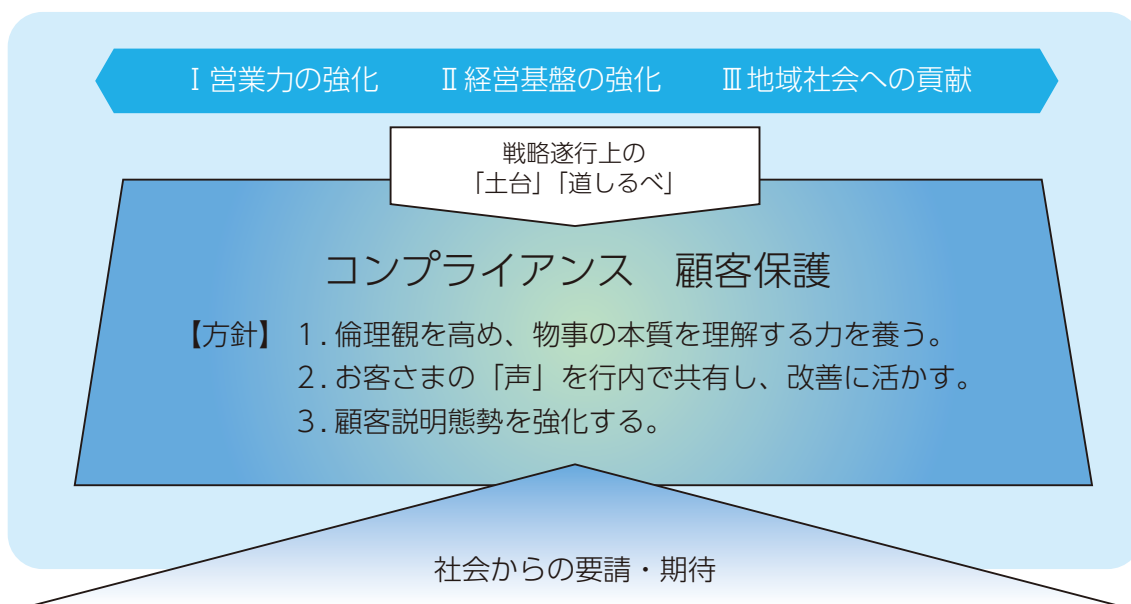 Ⅰ営業力の強化　Ⅱ経営基盤の強化　Ⅲ地域社会への貢献
戦略遂行上の
「土台」「道しるべ」
コンプライアンス　顧客保護
【方針】 1．倫理観を高め、物事の本質を理解する力を養う。
2．お客さまの「声」を行内で共有し、改善に活かす。
3．顧客説明態勢を強化する。
社会からの要請・期待